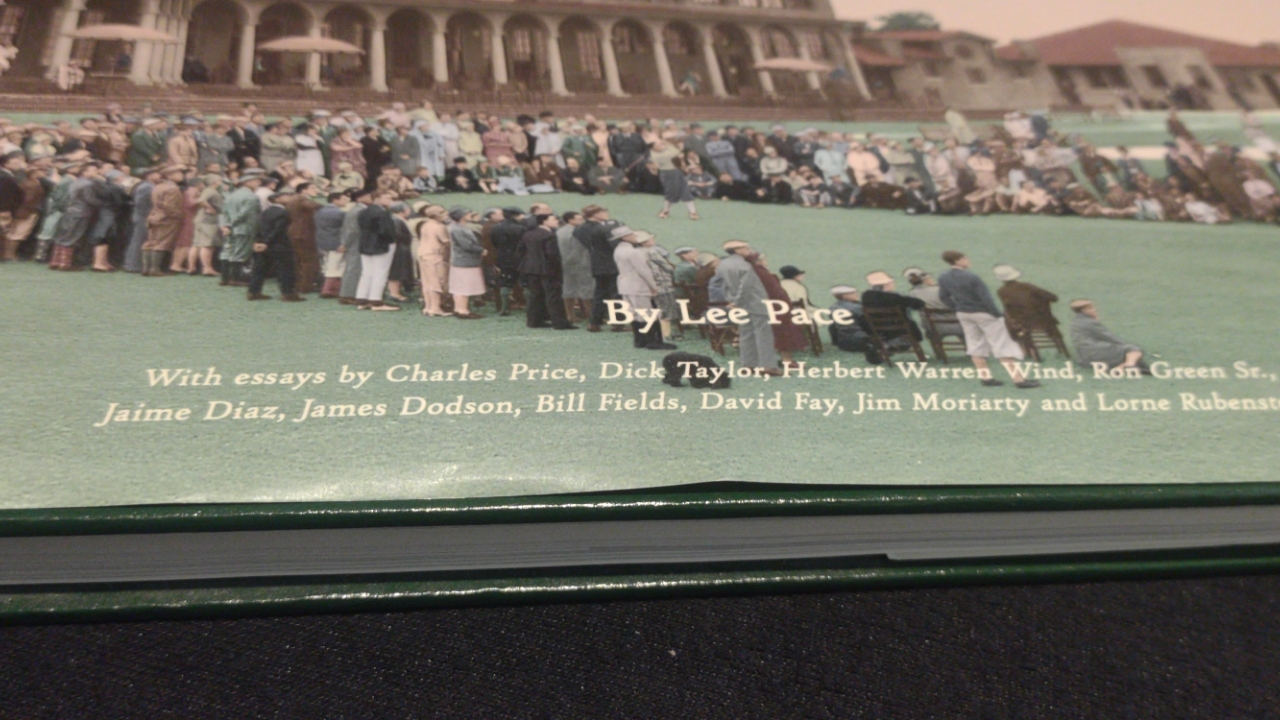 By Lee Pace
With essays by Charles Price, Dick Taylor, Herbert Warren Wind, Ron Green Sr.,
Jaime Diaz, James Dodson, Bill Fields, David Fay, Jim Moriarty and Lorne